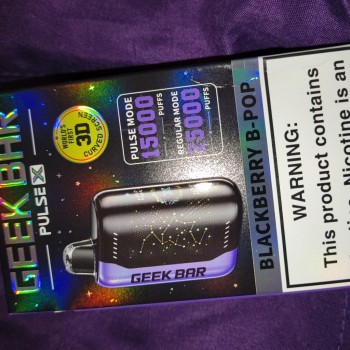 GEEK BAR
PULSE X
WORLD'S
FIRST
3D
CURVED SCREEN
PULSE MODE
15000
PUFFS
REGULAR MODE
25000
PUFFS
GEEK BAR
BLACKBERRY B-POP
WARNING:
This product contains
Nicotine is an